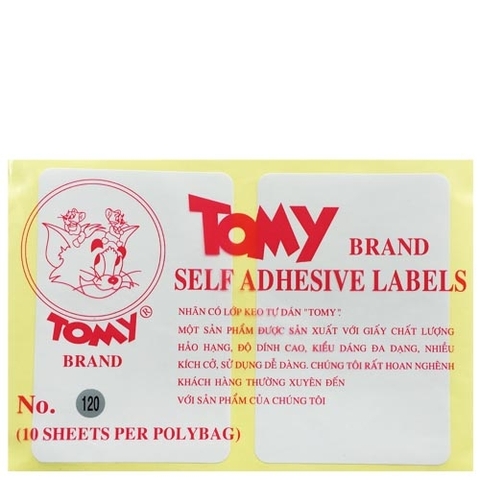 TOMY BRAND
SELF ADHESIVE LABELS
TOMY®
BRAND
NHÃN CÓ LỚP KEO TỰ DÁN "TOMY".
MỘT SẢN PHẨM ĐƯỢC SẢN XUẤT VỚI GIẤY CHẤT LƯỢNG
HẢO HẠNG, ĐỘ DÍNH CAO, KIỂU DÁNG ĐA DẠNG, NHIỀU
KÍCH CỞ, SỬ DỤNG DỄ DÀNG. CHÚNG TÔI RẤT HOAN NGHÊNH
KHÁCH HÀNG THƯỜNG XUYÊN ĐẾN
VỚI SẢN PHẨM CỦA CHÚNG TÔI
No. 120
(10 SHEETS PER POLYBAG)